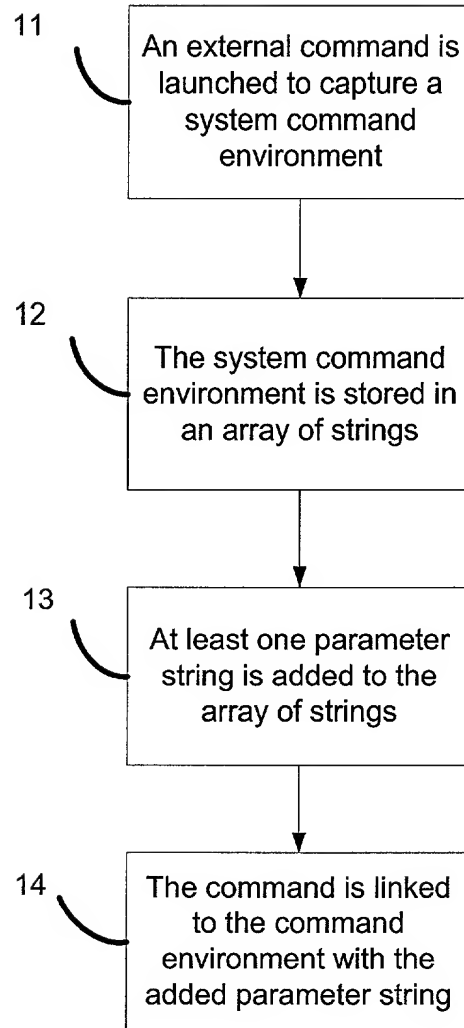 11
An external command is
launched to capture a
system command
environment
12
The system command
environment is stored in
an array of strings
13
At least one parameter
string is added to the
array of strings
14
The command is linked
to the command
environment with the
added parameter string